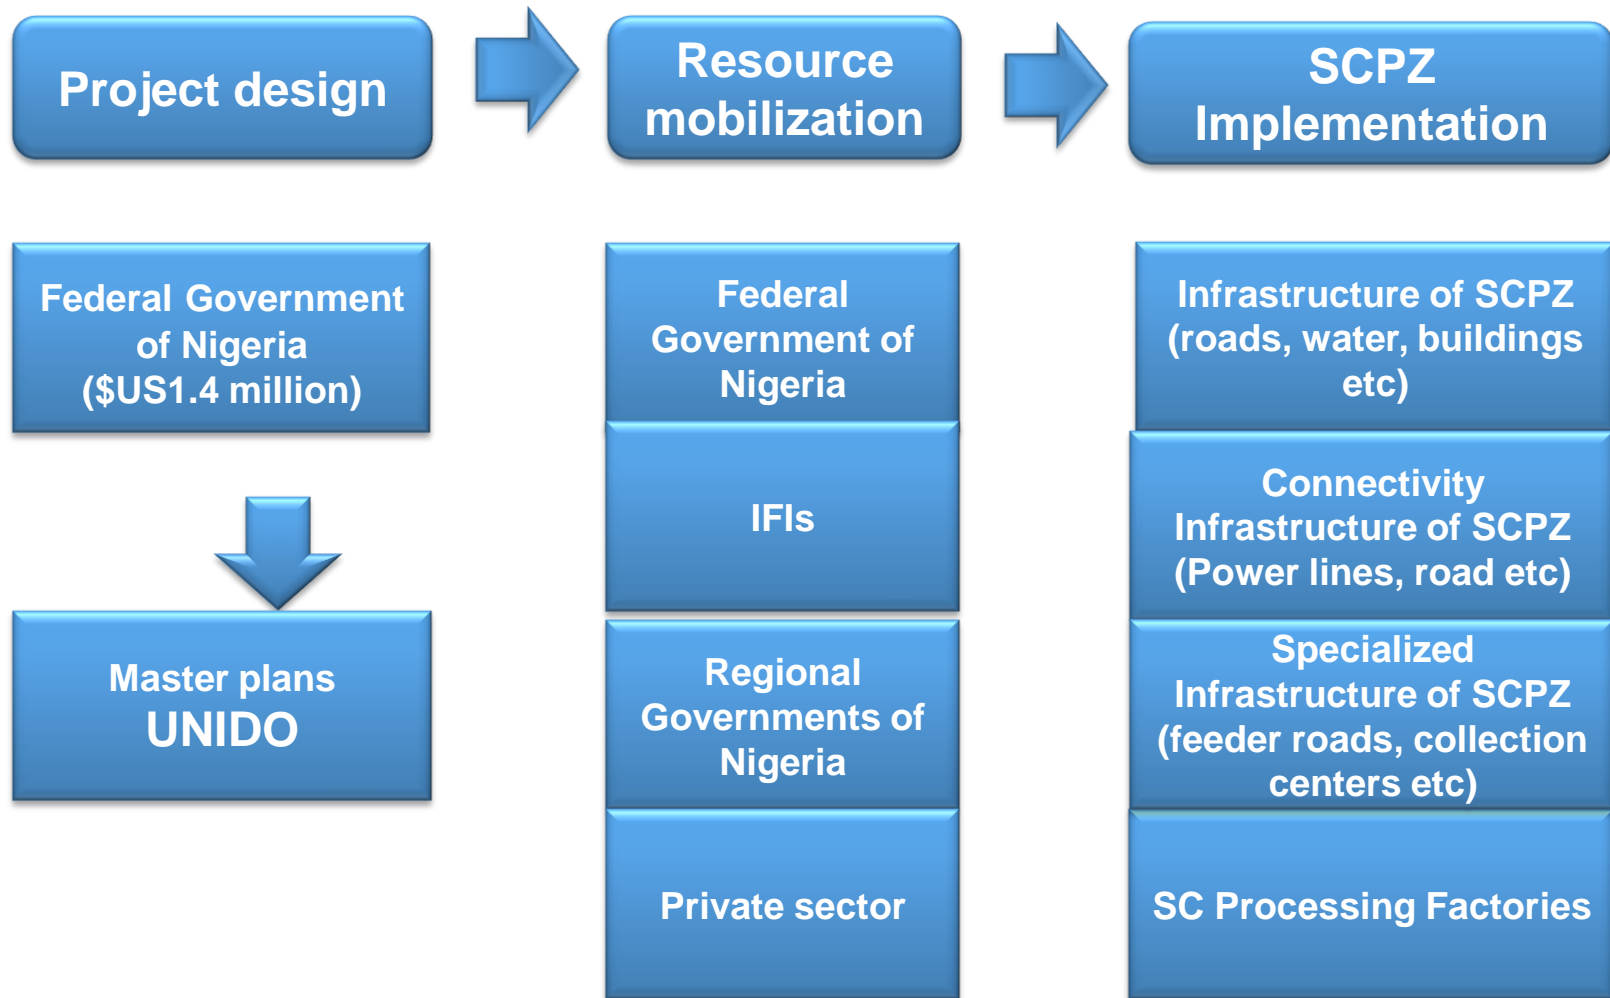 Project design
Resource
mobilization
SCPZ
Implementation
Federal Government
of Nigeria
($US1.4 million)
Master plans
UNIDO
Federal
Government of
Nigeria
IFIs
Regional
Governments of
Nigeria
Private sector
Infrastructure of SCPZ
(roads, water, buildings
etc)
Connectivity
Infrastructure of SCPZ
(Power lines, road etc)
Specialized
Infrastructure of SCPZ
(feeder roads, collection
centers etc)
SC Processing Factories